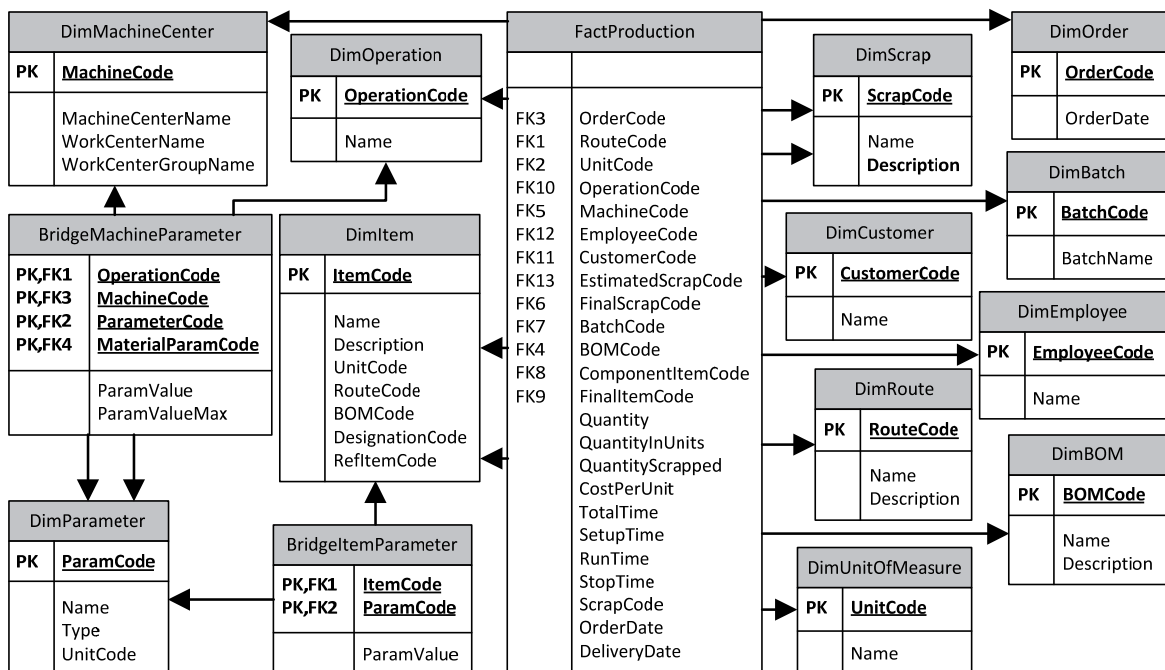 DimMachineCenter
PK MachineCode
MachineCenterName
WorkCenterName
WorkCenterGroupName
DimOperation
PK OperationCode
Name
BridgeMachineParameter
PK,FK1 OperationCode
PK,FK3 MachineCode
PK,FK2 ParameterCode
PK,FK4 MaterialParamCode
ParamValue
ParamValueMax
DimItem
PK ItemCode
Name
Description
UnitCode
RouteCode
BOMCode
DesignationCode
RefItemCode
DimParameter
PK ParamCode
Name
Type
UnitCode
BridgeItemParameter
PK,FK1 ItemCode
PK,FK2 ParamCode
ParamValue
FactProduction
FK3 OrderCode
FK1 RouteCode
FK2 UnitCode
FK10 OperationCode
FK5 MachineCode
FK12 EmployeeCode
FK11 CustomerCode
FK13 EstimatedScrapCode
FK6 FinalScrapCode
FK7 BatchCode
FK4 BOMCode
FK8 ComponentItemCode
FK9 FinalItemCode
Quantity
QuantityInUnits
QuantityScrapped
CostPerUnit
TotalTime
SetupTime
RunTime
StopTime
ScrapCode
OrderDate
DeliveryDate
DimScrap
PK ScrapCode
Name
Description
DimCustomer
PK CustomerCode
Name
DimRoute
PK RouteCode
Name
Description
DimUnitOfMeasure
PK UnitCode
Name
DimOrder
PK OrderCode
OrderDate
DimBatch
PK BatchCode
BatchName
DimEmployee
PK EmployeeCode
Name
DimBOM
PK BOMCode
Name
Description